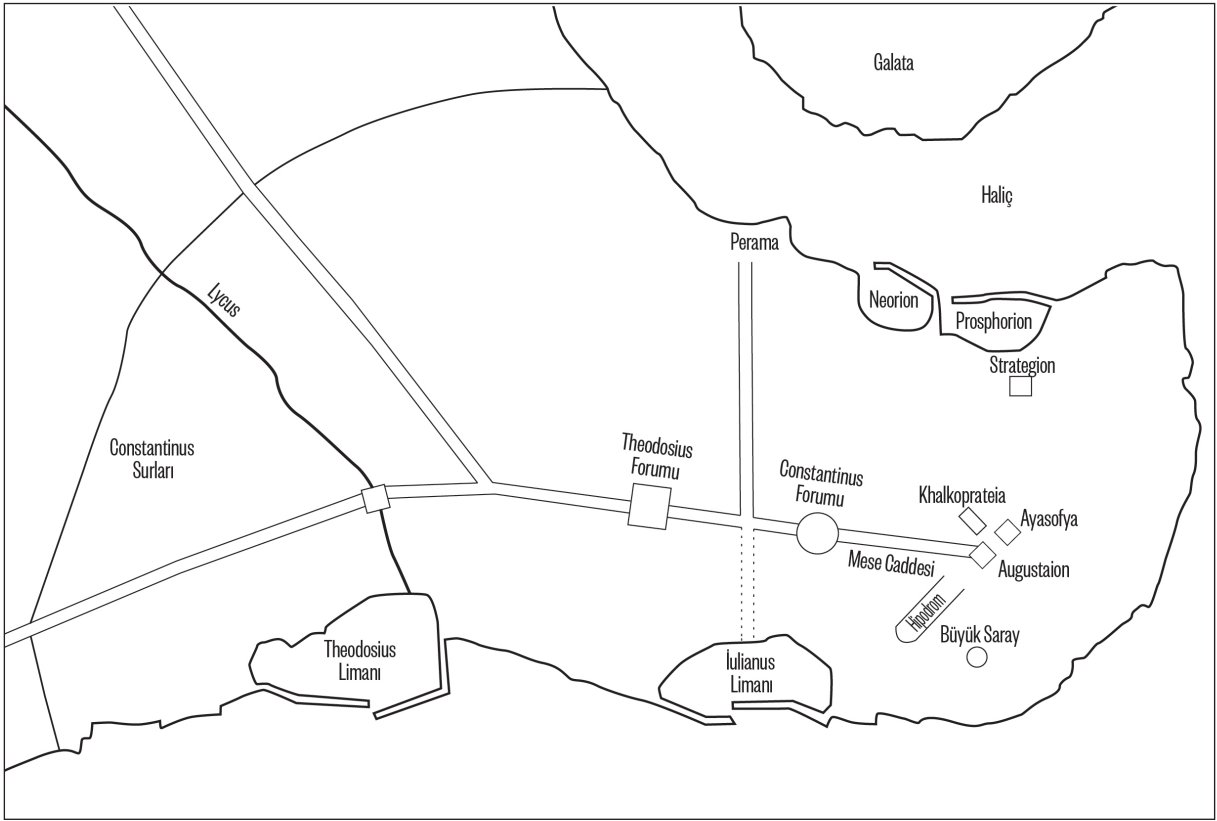 Galata
Haliç
Perama
Neorion
Prosphorion
Strategion
Lycus
Constantinus
Surları
Theodosius
Forumu
Constantinus
Forumu
Khalkoprateia
Ayasofya
Mese Caddesi
Augustaion
Hipodrom
Büyük Saray
Theodosius
Limanı
İulianus
Limanı